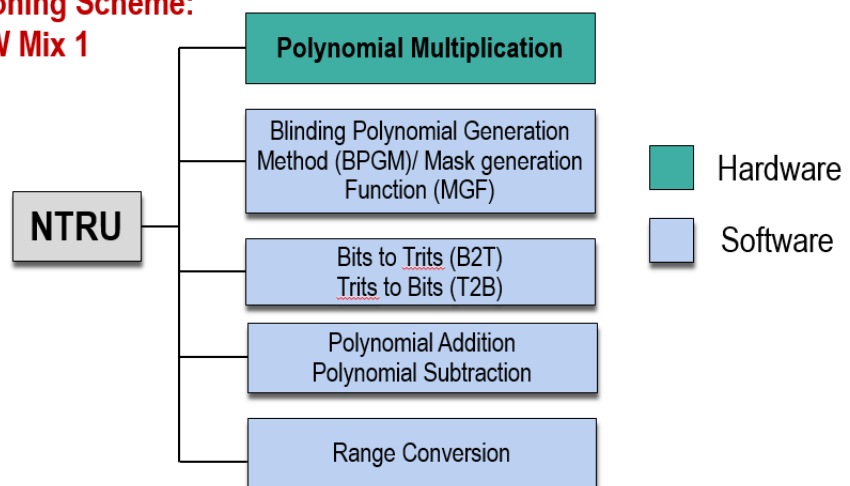 Scheme:
Mix 1
Polynomial Multiplication
Blinding Polynomial Generation
Method (BPGM)/ Mask generation
Function (MGF)
NTRU
Bits to Trits (B2T)
Trits to Bits (T2B)
Polynomial Addition
Polynomial Subtraction
Range Conversion
Hardware
Software